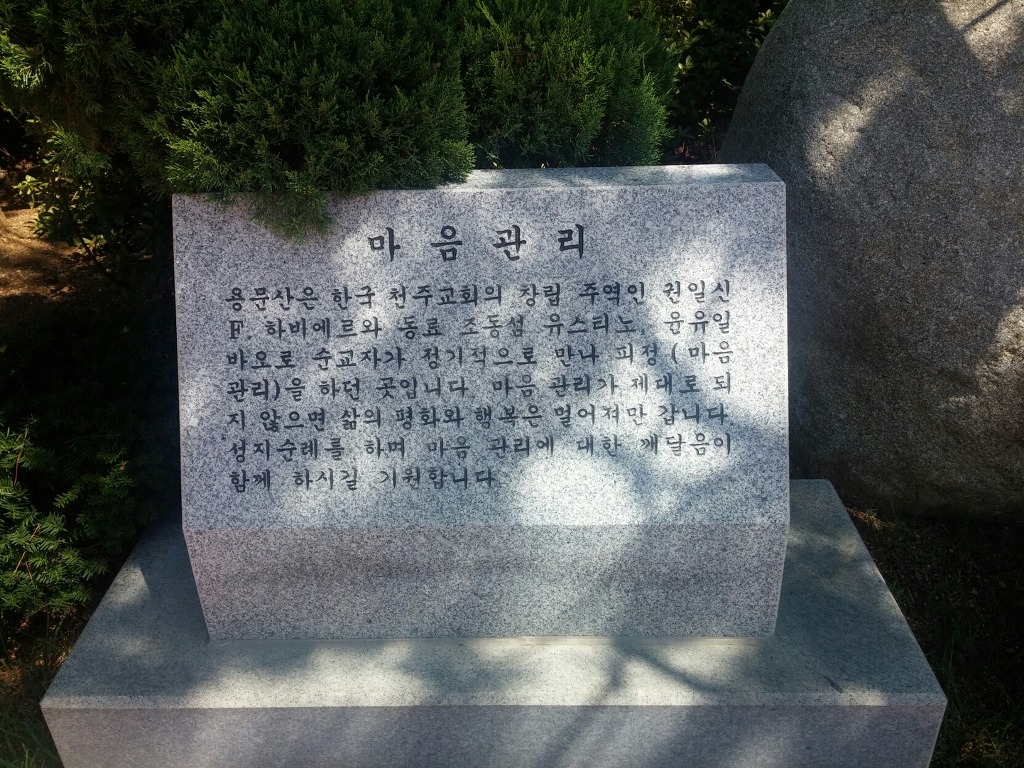 마음관리
용문산은 한국 천주교회의 창립 주역인 권일신
F. 하비에르와 동료 조동섬 유스티노, 윤유일
바오로 순교자가 정기적으로 만나 피정 (마음
관리)을 하던 곳입니다. 마음 관리가 제대로 되
지 않으면 삶의 평화와 행복은 멀어져만 갑니다.
성지순례를 하며 마음 관리에 대한 깨달음이
함께 하시길 기원합니다.